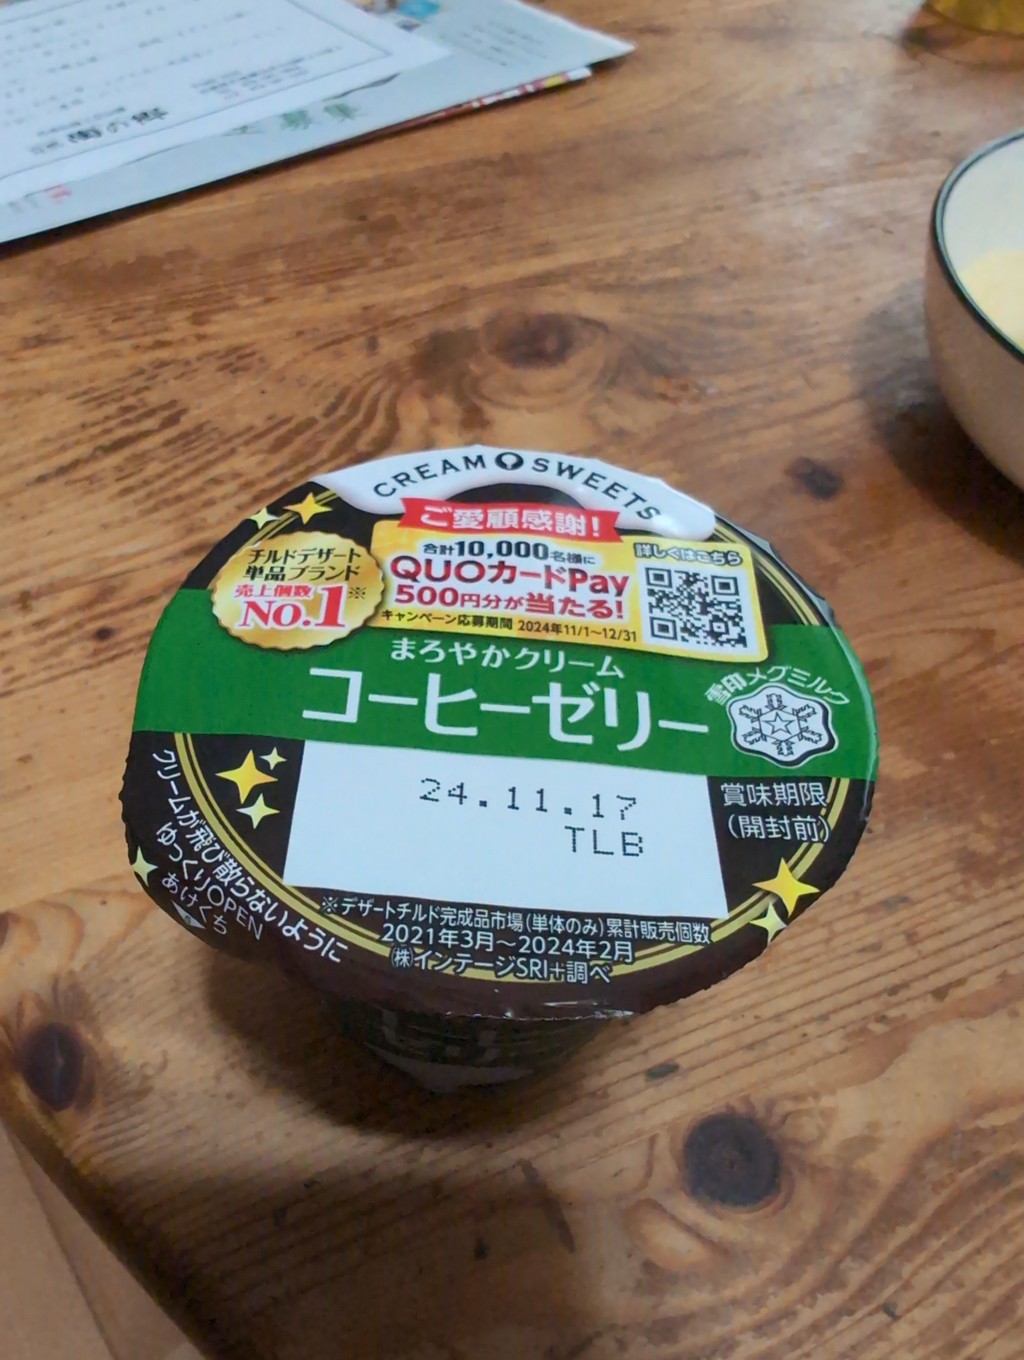 CREAM SWEETS
ご愛顧感謝!
合計10,000名様に
QUOカードPay
500円分が当たる!
キャンペーン応募期間 2024年11/1〜12/31
詳しくはこちら
チルドデザート
単品ブランド
売上個数※
No.1
まろやかクリーム
コーヒーゼリー
雪印メグミルク
24.11.17
TLB
賞味期限
(開封前)
クリームが飛び散らないように
ゆっくりOPEN
あけくち
※デザートチルド完成品市場(単体のみ)累計販売個数
2021年3月〜2024年2月
(株)インテージSRI+調べ